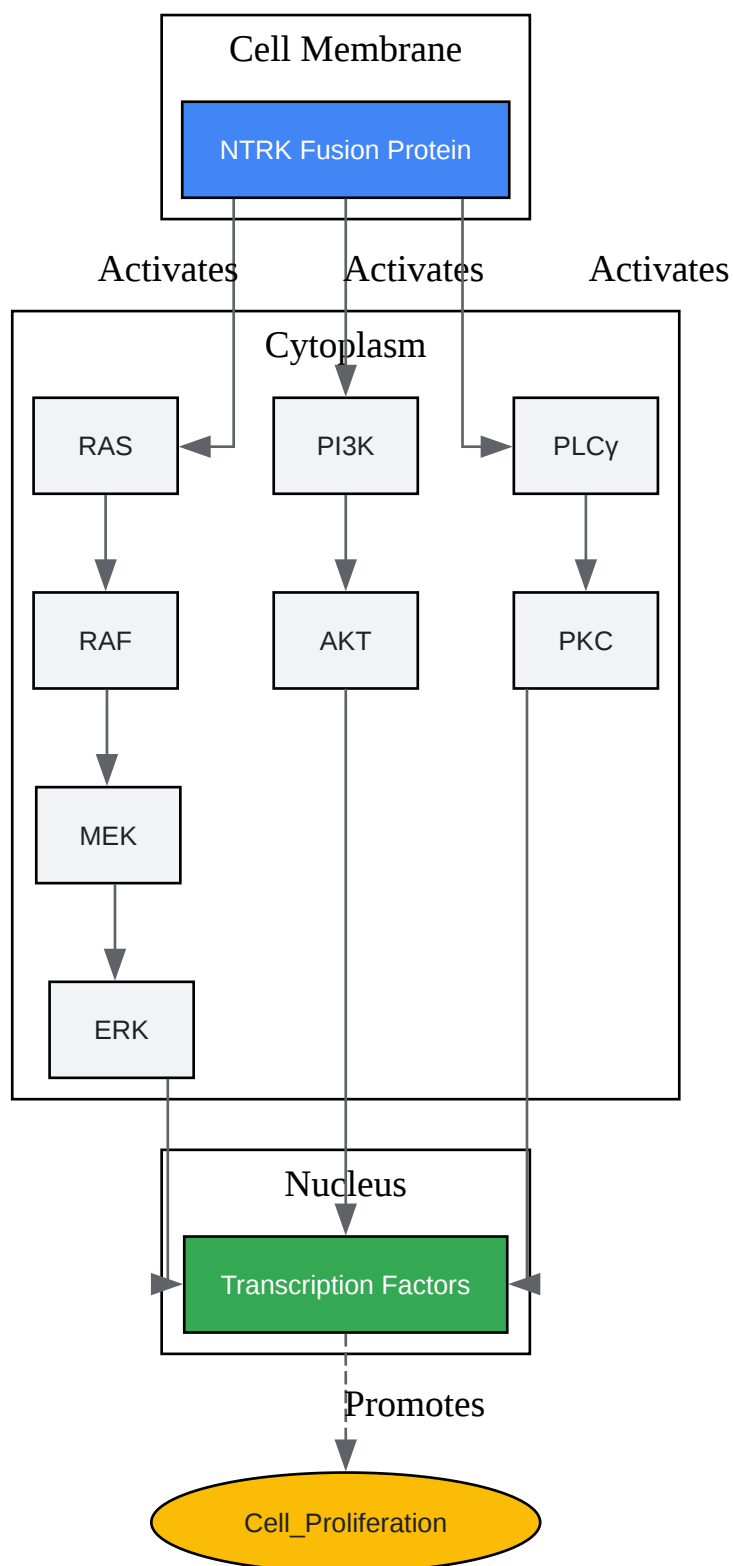 Cell Membrane
NTRK Fusion Protein
Activates
Activates
Activates
Cytoplasm
RAS
PI3K
PLCγ
RAF
AKT
PKC
MEK
ERK
Nucleus
Transcription Factors
Promotes
Cell_Proliferation